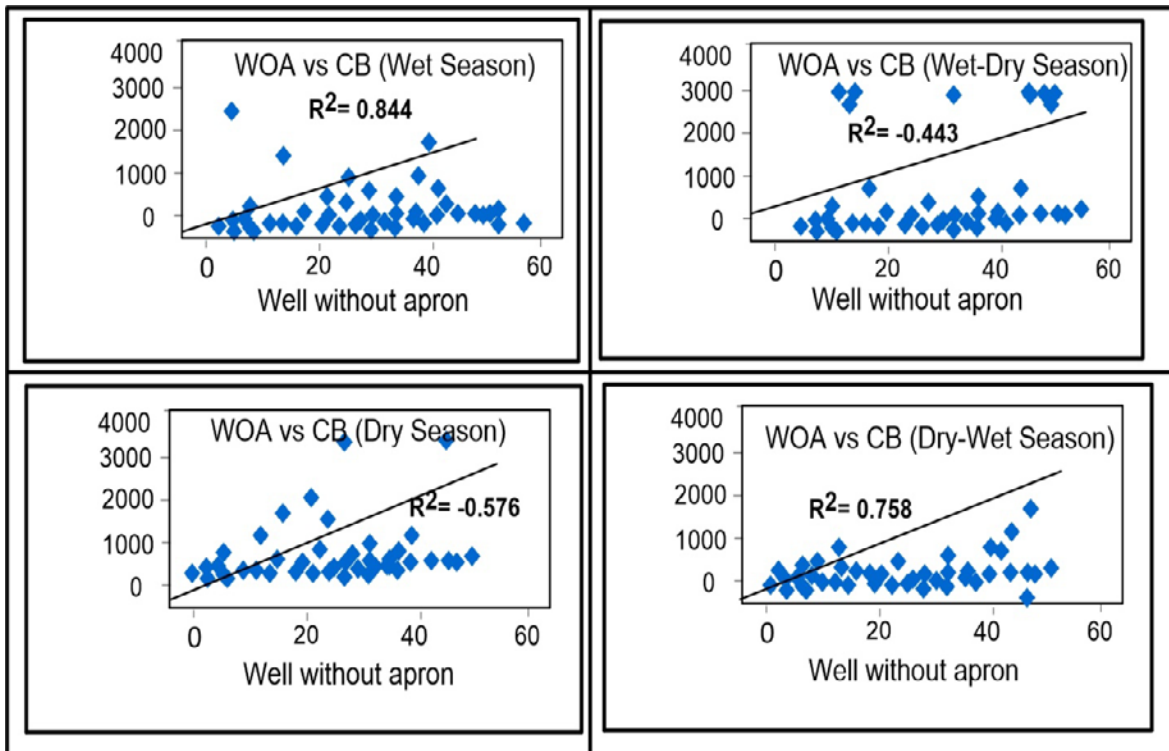 4000
3000
2000
1000
0
WOA vs CB (Wet Season)
R2= 0.844
0 20 40 60
Well without apron
4000
3000
2000
1000
0
WOA vs CB (Wet-Dry Season)
R2= -0.443
0 20 40 60
Well without apron
4000
3000
2000
1000
0
WOA vs CB (Dry Season)
R2= -0.576
0 20 40 60
Well without apron
4000
3000
2000
1000
0
WOA vs CB (Dry-Wet Season)
R2= 0.758
0 20 40 60
Well without apron